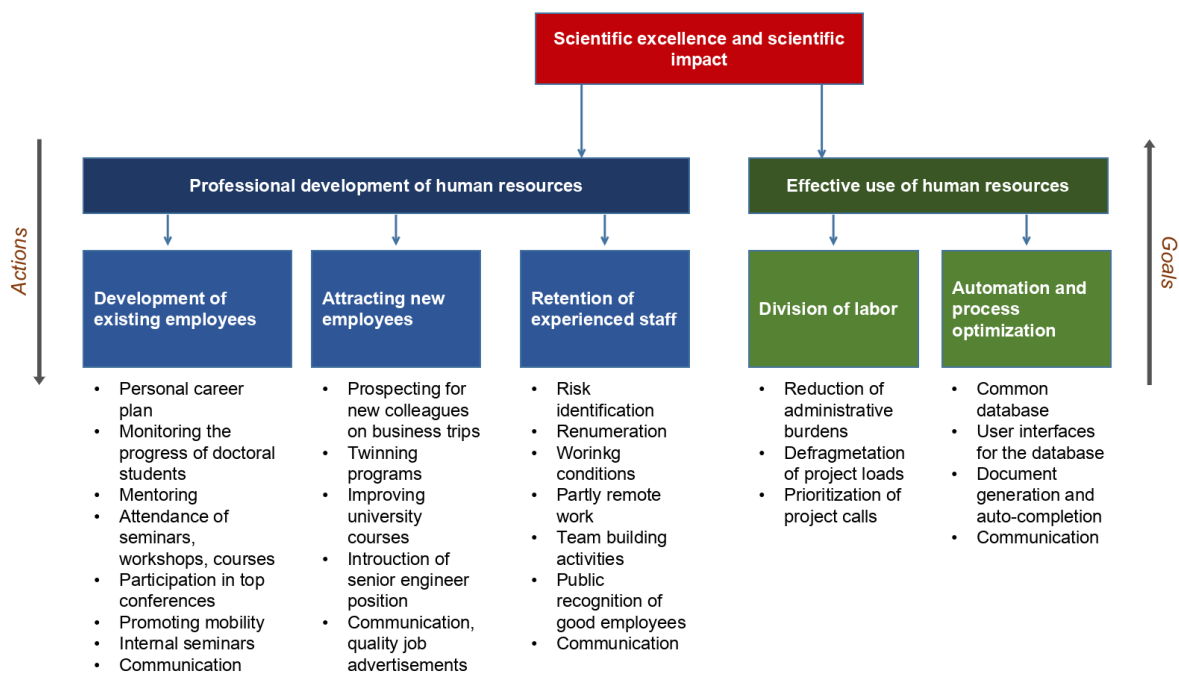 Scientific excellence and scientific
impact
Actions
Goals
Professional development of human resources
Effective use of human resources
Development of
existing employees
Attracting new
employees
Retention of
experienced staff
Division of labor
Automation and
process
optimization
• Personal career
plan
• Monitoring the
progress of doctoral
students
• Mentoring
• Attendance of
seminars,
workshops, courses
• Participation in top
conferences
• Promoting mobility
• Internal seminars
• Communication
• Prospecting for
new colleagues
on business trips
• Twinning
programs
• Improving
university
courses
• Introuction of
senior engineer
position
• Communication,
quality job
advertisements
• Risk
identification
• Renumeration
• Worinkg
conditions
• Partly remote
work
• Team building
activities
• Public
recognition of
good employees
• Communication
• Reduction of
administrative
burdens
• Defragmetation
of project loads
• Prioritization of
project calls
• Common
database
• User interfaces
for the database
• Document
generation and
auto-completion
• Communication